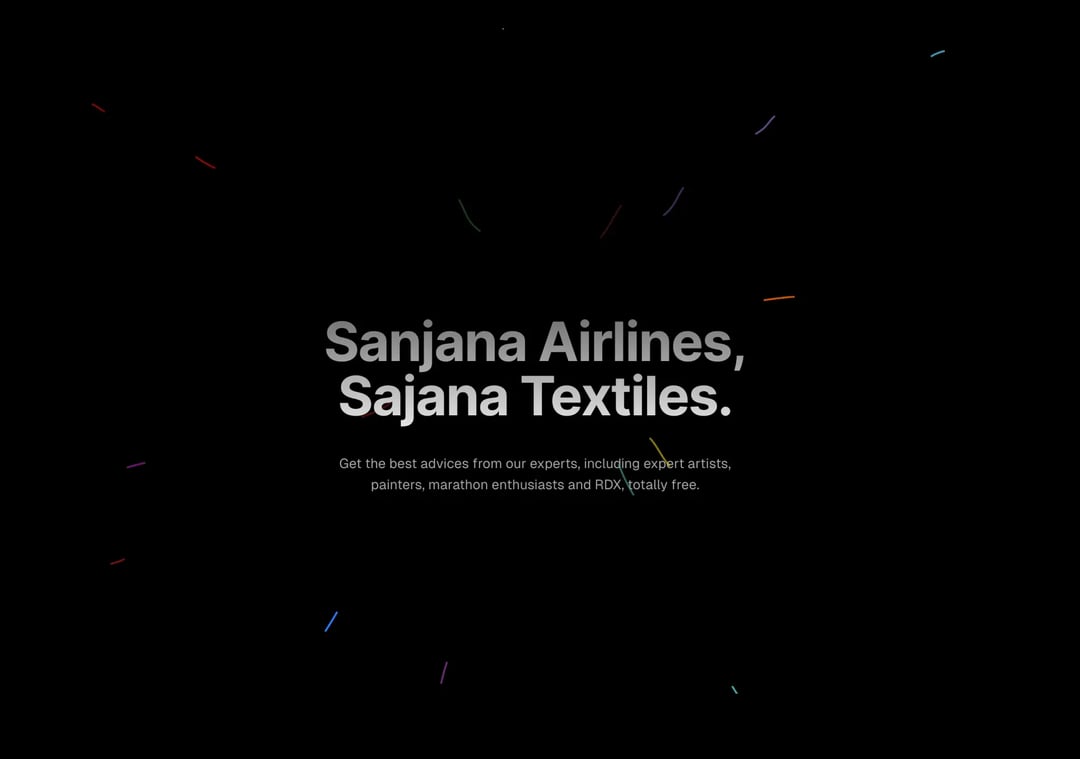 Sanjana Airlines,
Sajana Textiles.
Get the best advices from our experts, including expert artists,
painters, marathon enthusiasts and RDX, totally free.